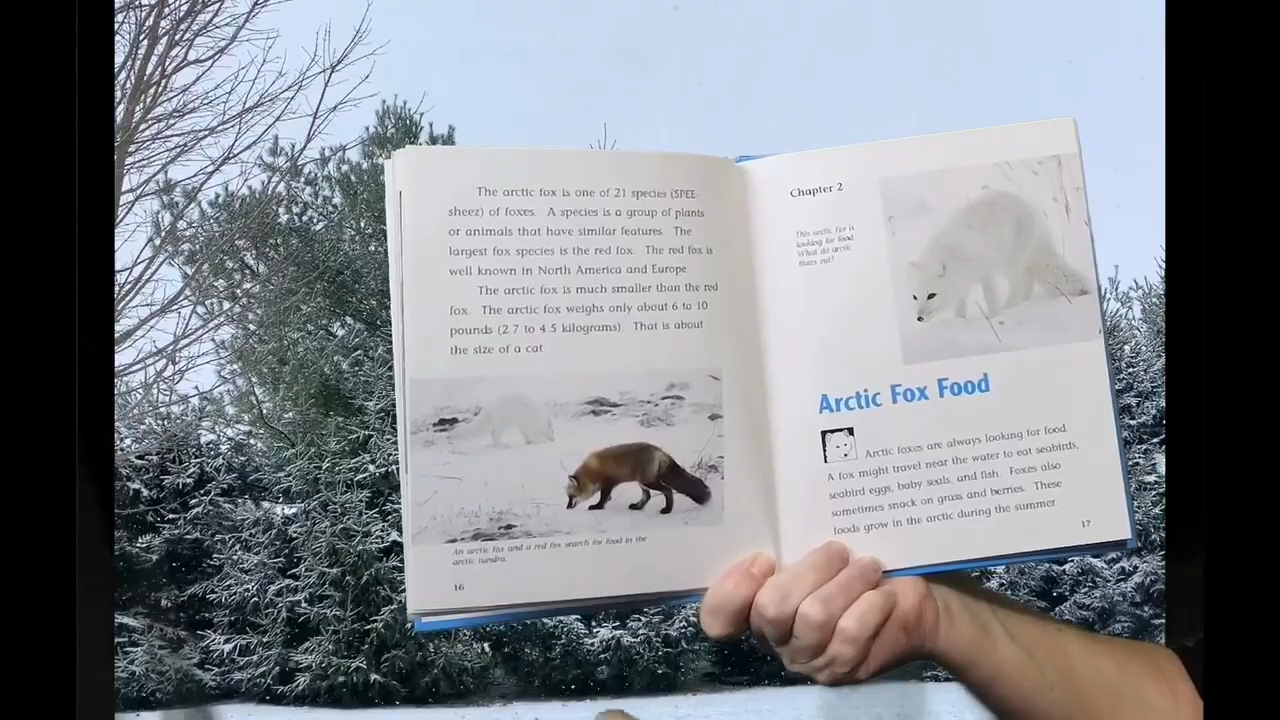 The arctic fox is one of 21 species (SPEE-
sheez) of foxes. A species is a group of plants
or animals that have similar features. The
largest fox species is the red fox. The red fox is
well known in North America and Europe.
The arctic fox is much smaller than the red
fox. The arctic fox weighs only about 6 to 10
pounds (2.7 to 4.5 kilograms). That is about
the size of a cat.
An arctic fox and a red fox search for food in the
arctic tundra.
16
Chapter 2
This arctic fox is
looking for food.
What do arctic
foxes eat?
Arctic Fox Food
Arctic foxes are always looking for food.
A fox might travel near the water to eat seabirds,
seabird eggs, baby seals, and fish. Foxes also
sometimes snack on grass and berries. These
foods grow in the arctic during the summer.
17